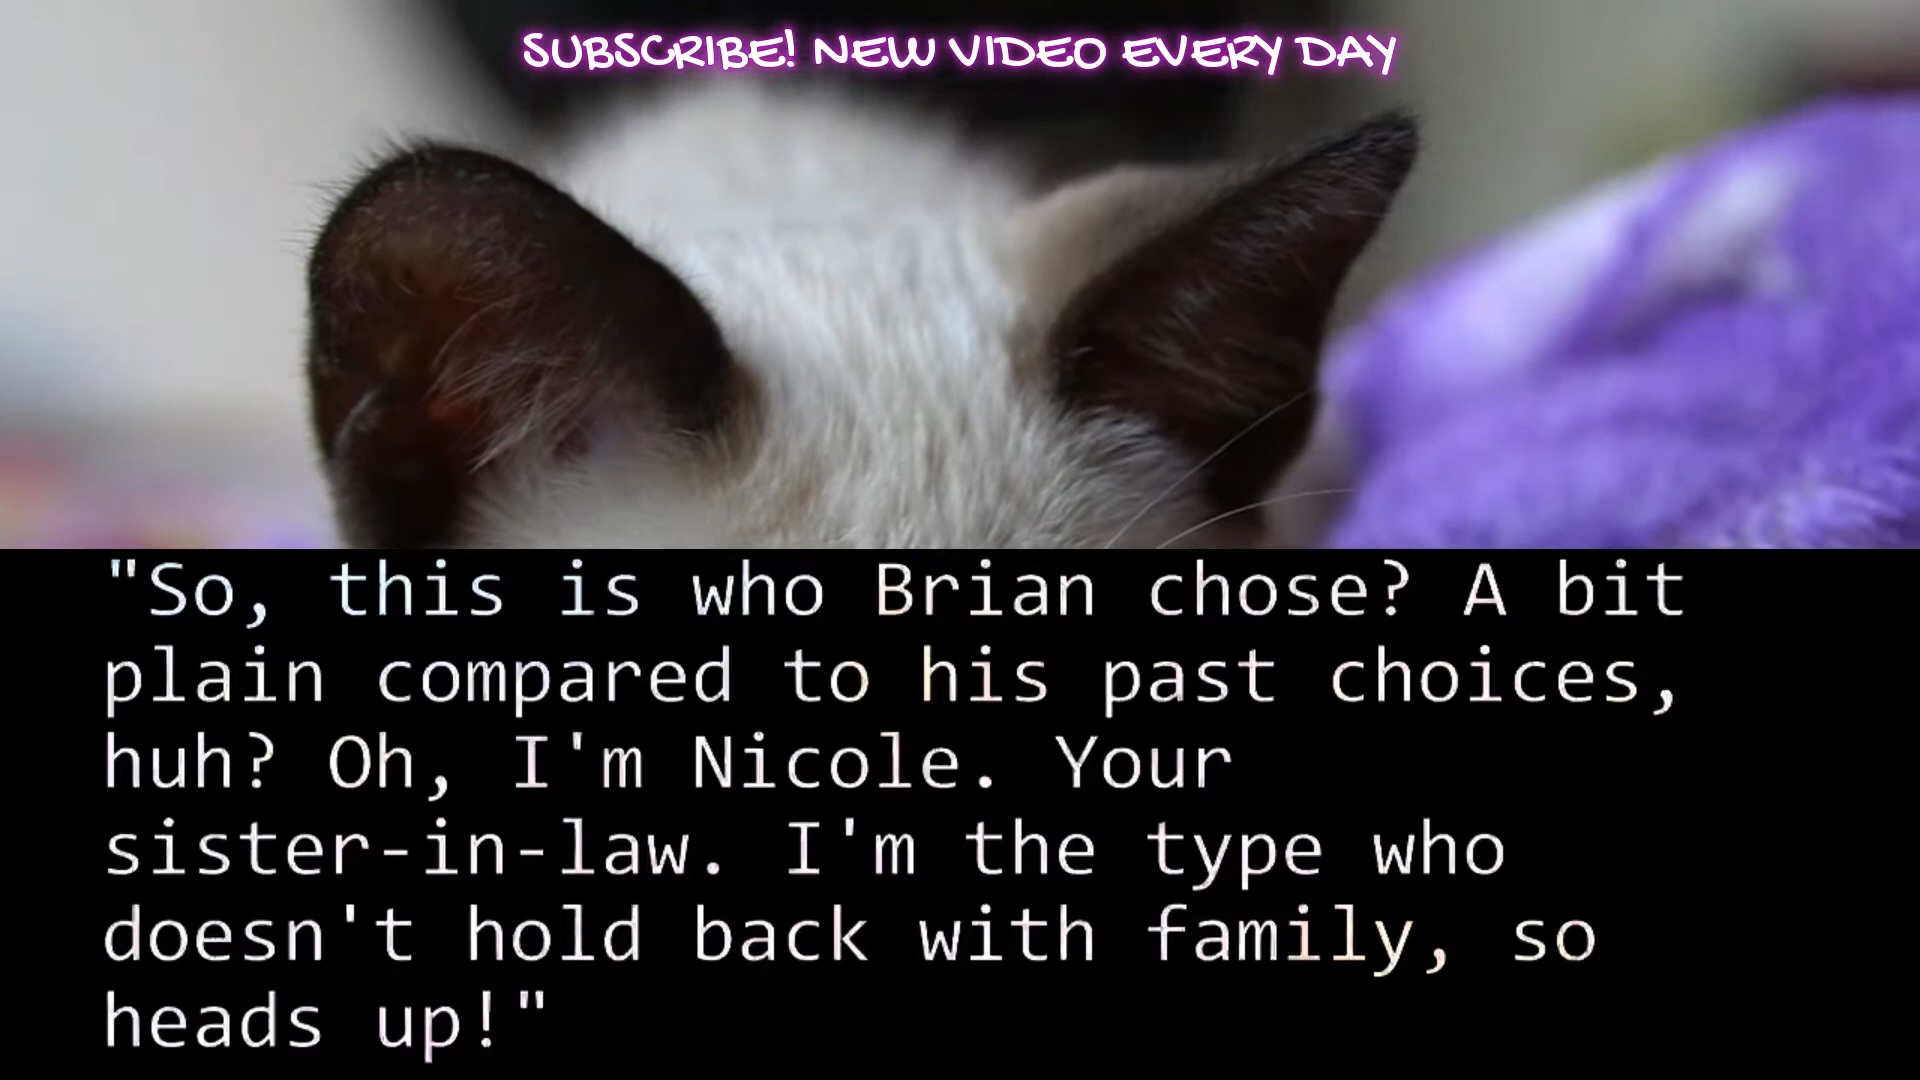 SUBSCRIBE! NEW VIDEO EVERY DAY
"So, this is who Brian chose? A bit
plain compared to his past choices,
huh? Oh, I'm Nicole. Your
sister-in-law. I'm the type who
doesn't hold back with family, so
heads up!"